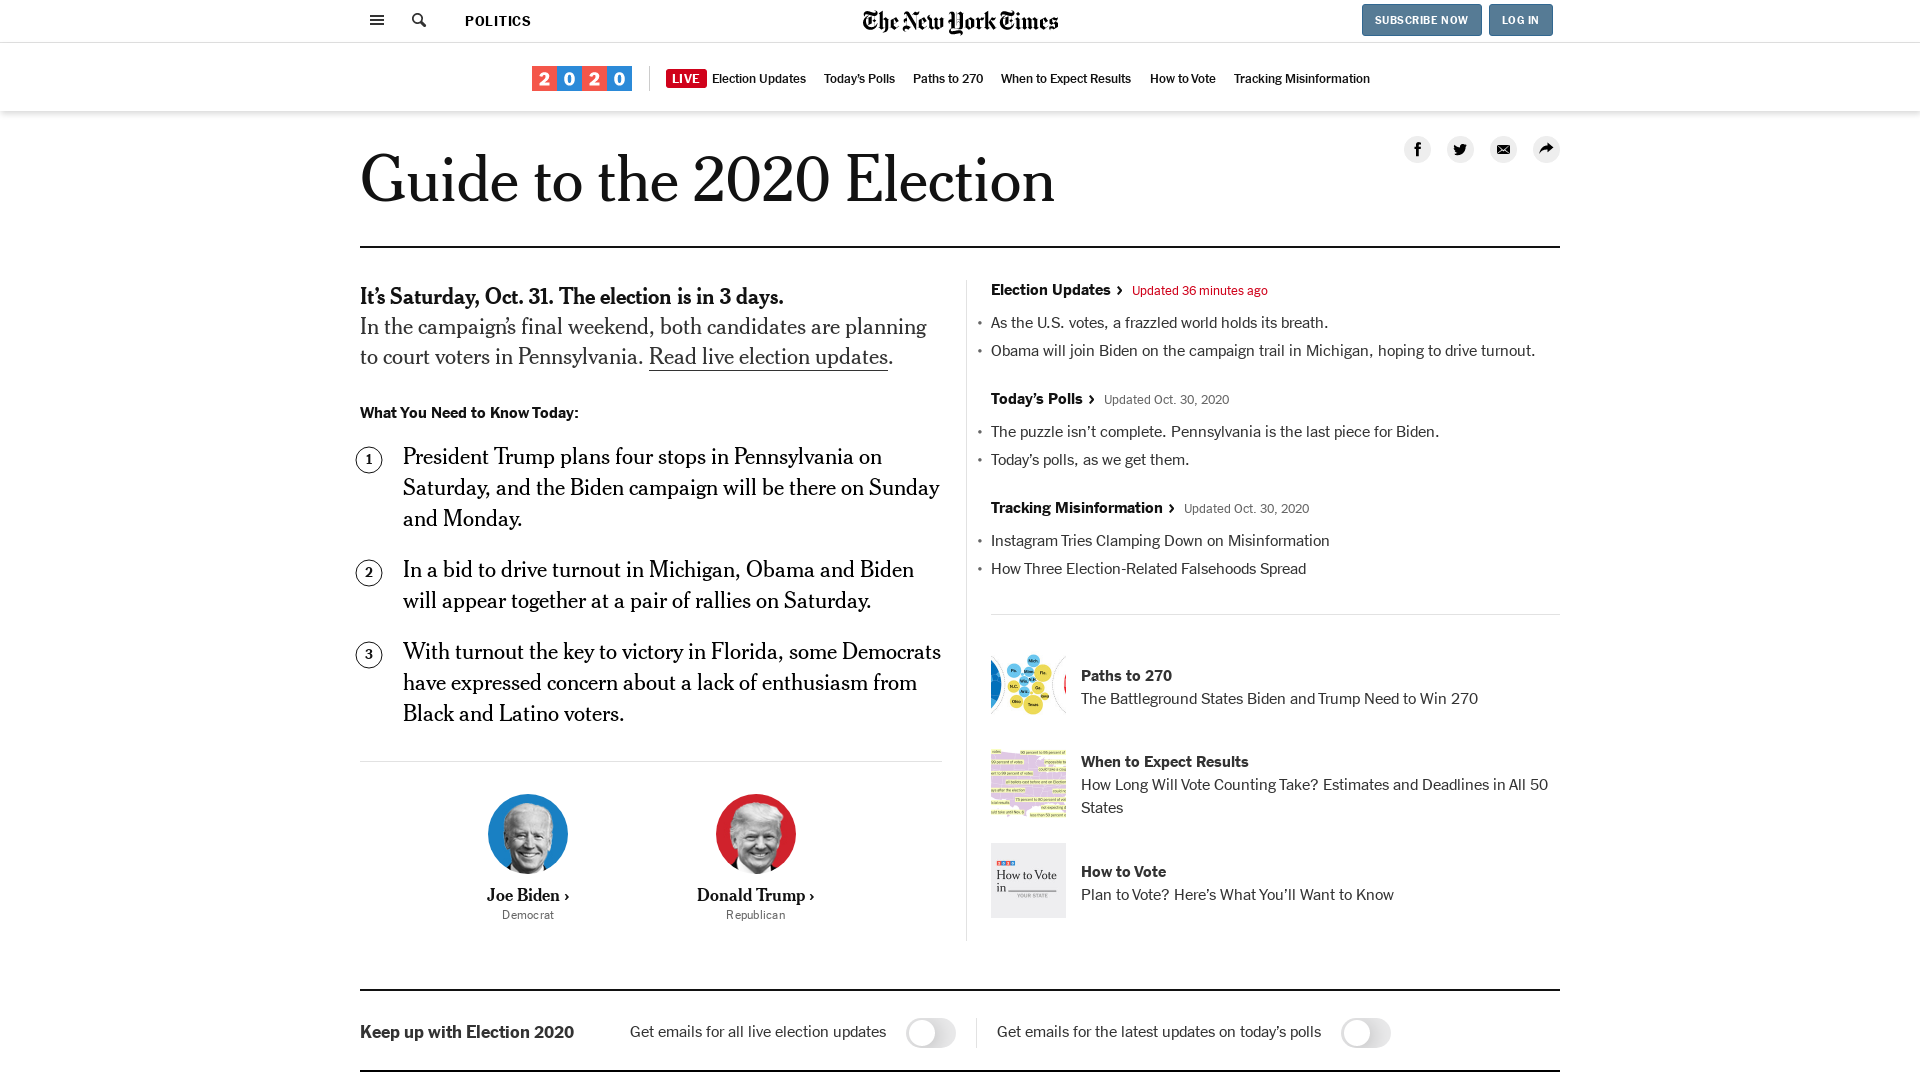 POLITICS
The New York Times
SUBSCRIBE NOW
LOG IN
2020
LIVE Election Updates
Today’s Polls
Paths to 270
When to Expect Results
How to Vote
Tracking Misinformation
Guide to the 2020 Election
It’s Saturday, Oct. 31. The election is in 3 days.
In the campaign’s final weekend, both candidates are planning
to court voters in Pennsylvania. Read live election updates.
What You Need to Know Today:
1 President Trump plans four stops in Pennsylvania on
Saturday, and the Biden campaign will be there on Sunday
and Monday.
2 In a bid to drive turnout in Michigan, Obama and Biden
will appear together at a pair of rallies on Saturday.
3 With turnout the key to victory in Florida, some Democrats
have expressed concern about a lack of enthusiasm from
Black and Latino voters.
Joe Biden ›
Democrat
Donald Trump ›
Republican
Election Updates › Updated 36 minutes ago
• As the U.S. votes, a frazzled world holds its breath.
• Obama will join Biden on the campaign trail in Michigan, hoping to drive turnout.
Today’s Polls › Updated Oct. 30, 2020
• The puzzle isn’t complete. Pennsylvania is the last piece for Biden.
• Today’s polls, as we get them.
Tracking Misinformation › Updated Oct. 30, 2020
• Instagram Tries Clamping Down on Misinformation
• How Three Election-Related Falsehoods Spread
Paths to 270
The Battleground States Biden and Trump Need to Win 270
When to Expect Results
How Long Will Vote Counting Take? Estimates and Deadlines in All 50
States
How to Vote
in
YOUR STATE
How to Vote
Plan to Vote? Here’s What You’ll Want to Know
Keep up with Election 2020
Get emails for all live election updates
Get emails for the latest updates on today’s polls